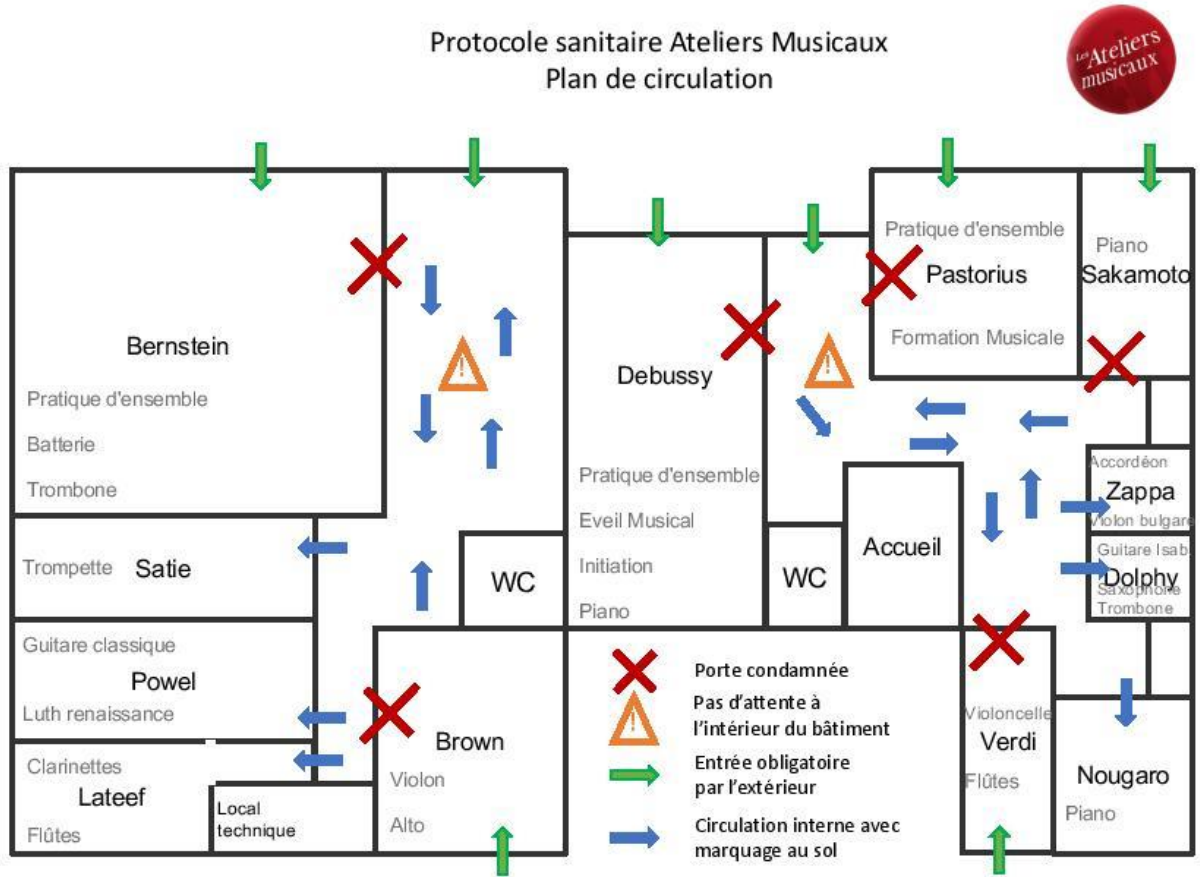 Protocole sanitaire Ateliers Musicaux
Plan de circulation
Les Ateliers
musicaux
Bernstein
Pratique d'ensemble
Batterie
Trombone
Trompette Satie
Guitare classique
Powel
Luth renaissance
Clarinettes
Lateef
Flûtes
Local
technique
WC
Brown
Violon
Alto
Debussy
Pratique d'ensemble
Eveil Musical
Initiation
Piano
WC
Accueil
Pratique d'ensemble
Pastorius
Formation Musicale
Piano
Sakamoto
Accordéon
Zappa
Violon bulgare
Guitare Isab
Dolphy
Saxophone
Trombone
Violoncelle
Verdi
Flûtes
Nougaro
Piano
Porte condamnée
Pas d'attente à
l'intérieur du bâtiment
Entrée obligatoire
par l'extérieur
Circulation interne avec
marquage au sol